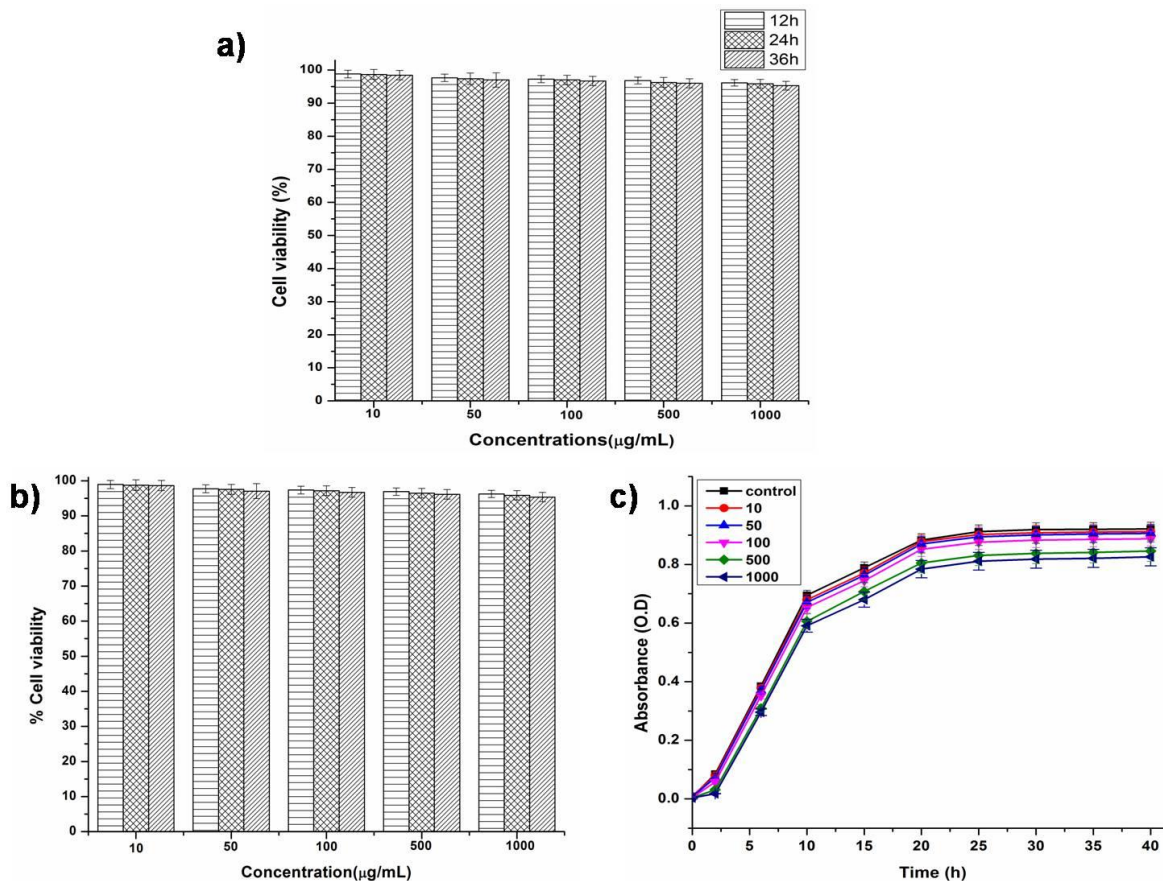 a)
12h
24h
36h
100
90
80
70
60
50
40
30
20
10
0
Cell viability (%)
10 50 100 500 1000
Concentrations(μg/mL)
b)
100
90
80
70
60
50
40
30
20
10
0
% Cell viability
10 50 100 500 1000
Concentration(μg/mL)
c)
control
10
50
100
500
1000
1.0
0.8
0.6
0.4
0.2
0.0
Absorbance (O.D)
0 5 10 15 20 25 30 35 40
Time (h)